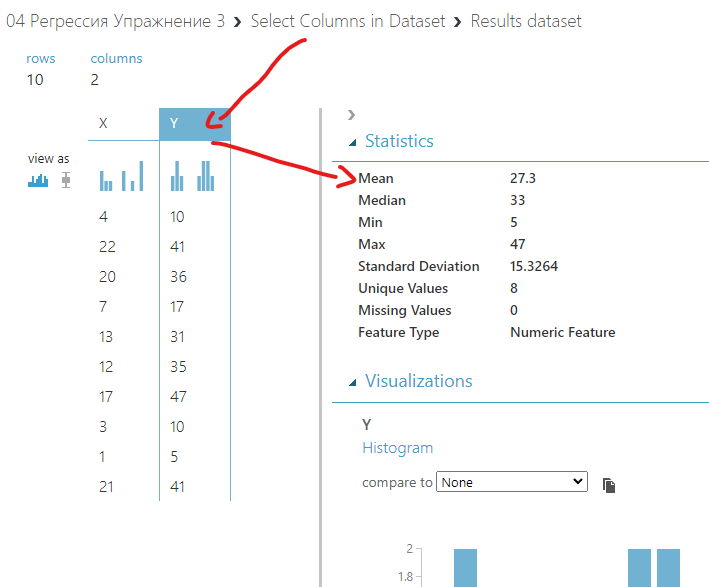 04 Регрессия Упражнение 3 › Select Columns in Dataset › Results dataset
rows columns
10 2
X Y
view as
4 10
22 41
20 36
7 17
13 31
12 35
17 47
3 10
1 5
21 41
Statistics
Mean 27.3
Median 33
Min 5
Max 47
Standard Deviation 15.3264
Unique Values 8
Missing Values 0
Feature Type Numeric Feature
Visualizations
Y
Histogram
compare to None
2
1.8